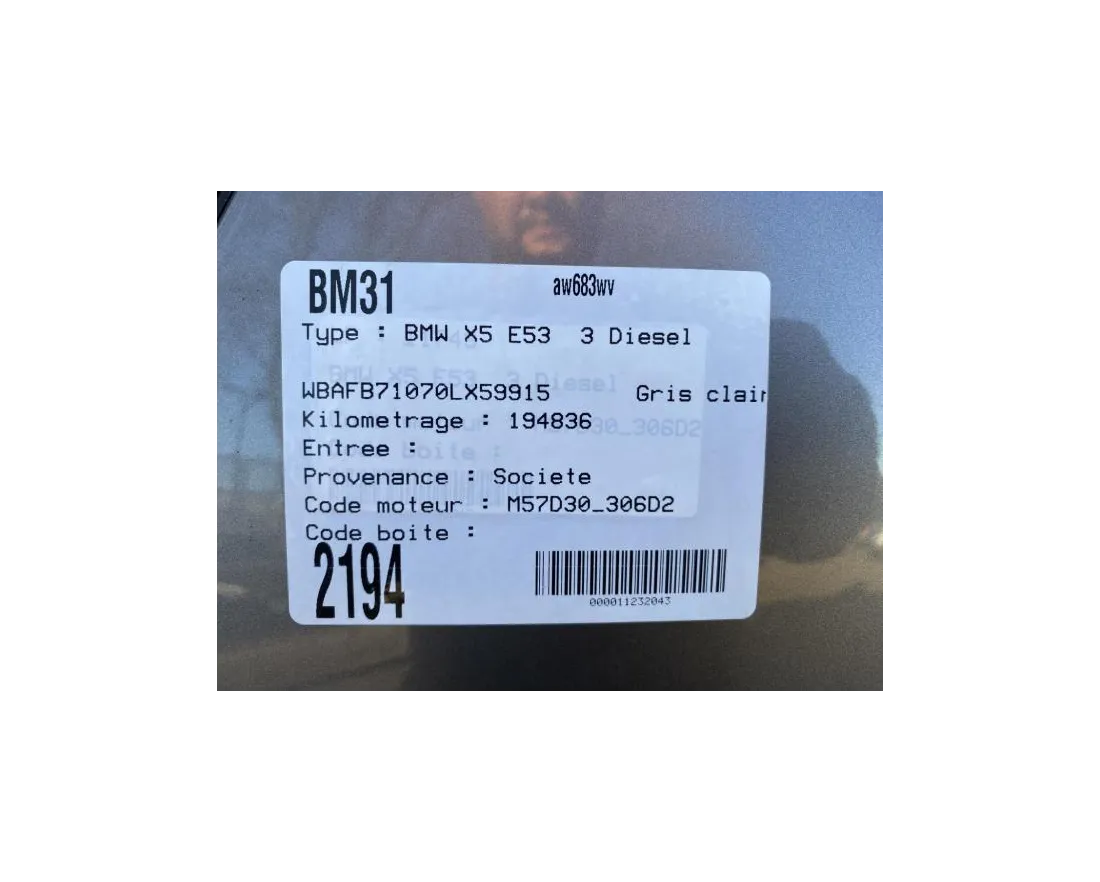 BM31
aw683wv
Type : BMW X5 E53 3 Diesel
WBAFB71070LX59915 Gris clair
Kilometrage : 194836
Entree :
Provenance : Societe
Code moteur : M57D30_306D2
Code boite :
2194
000011232043